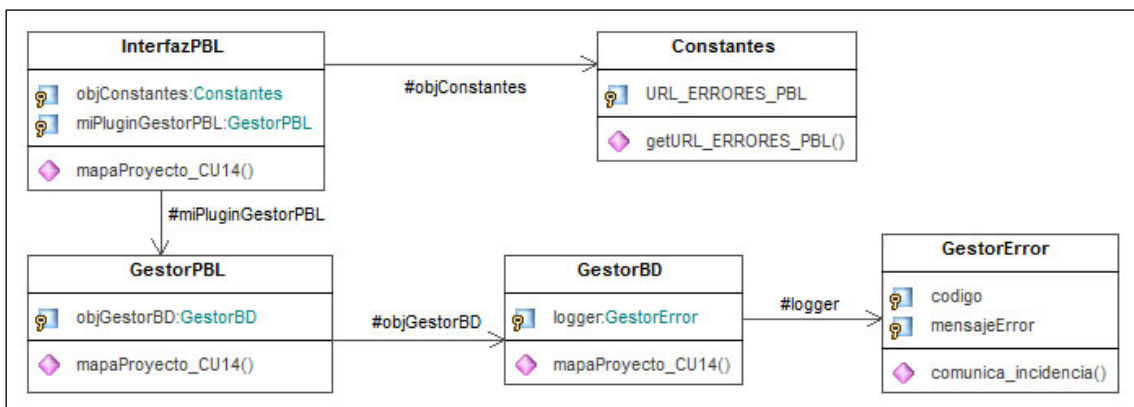 InterfazPBL
objConstantes:Constantes
miPluginGestorPBL:GestorPBL
mapaProyecto_CU14()
#objConstantes
Constantes
URL_ERRORES_PBL
getURL_ERRORES_PBL()
#miPluginGestorPBL
GestorPBL
objGestorBD:GestorBD
mapaProyecto_CU14()
#objGestorBD
GestorBD
logger:GestorError
mapaProyecto_CU14()
#logger
GestorError
codigo
mensajeError
comunica_incidencia()